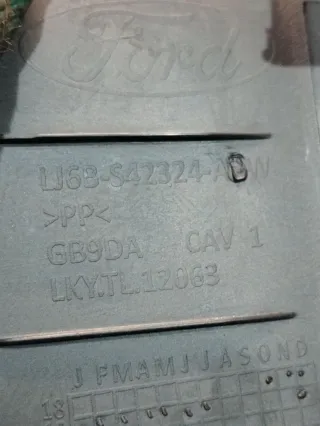 Ford
LJ6B-S42324-A W
>PP<
GB9DA CAV 1
LKY.TL.12063
J F M A M J J A S O N D
18